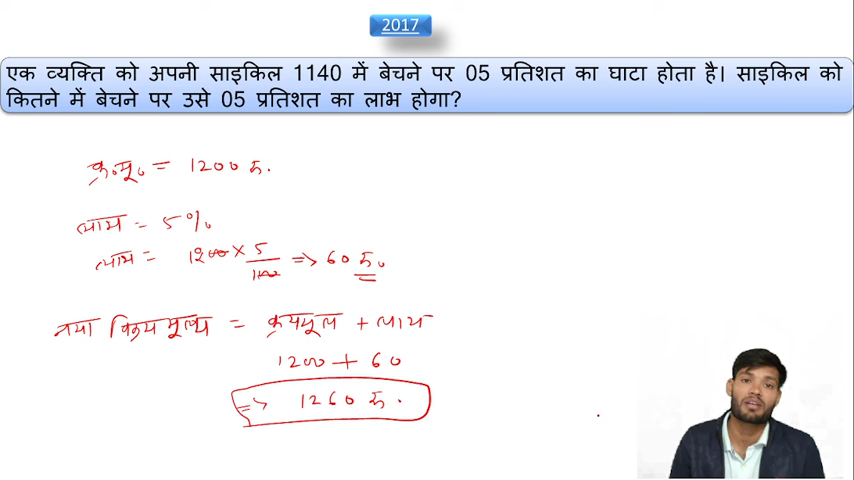 2017
एक व्यक्ति को अपनी साइकिल 1140 में बेचने पर 05 प्रतिशत का घाटा होता है। साइकिल को
कितने में बेचने पर उसे 05 प्रतिशत का लाभ होगा?
क्र०मू० = 1200 रु.
लाभ = 5%
लाभ = 1200 × 5/100 => 60 रु०
नया विक्रय मूल्य = क्रयमूल + लाभ
1200 + 60
=> 1260 रु.